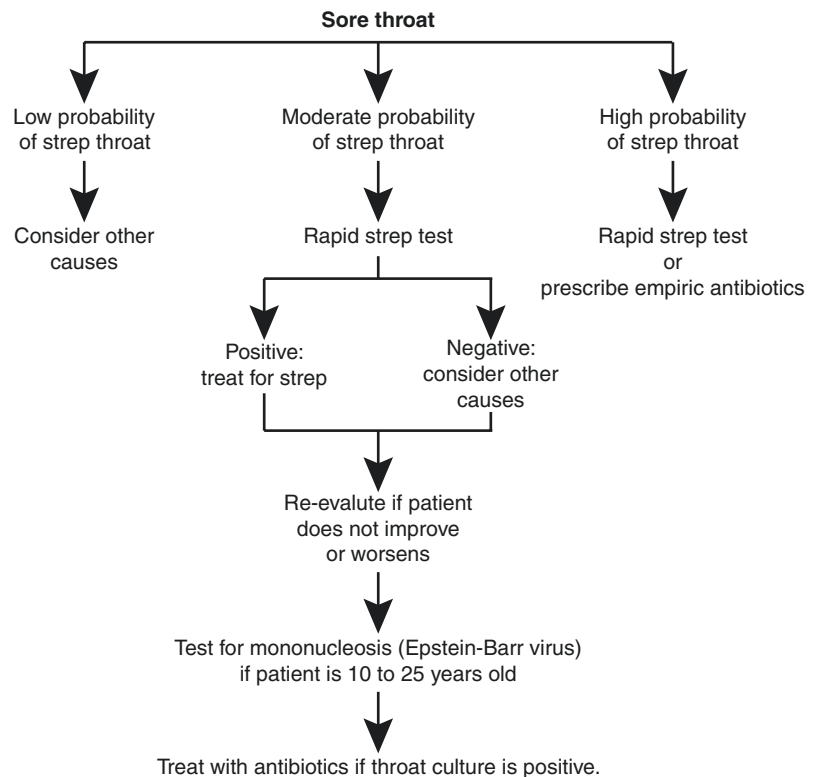 Sore throat
Low probability
of strep throat
Moderate probability
of strep throat
High probability
of strep throat
Consider other
causes
Rapid strep test
Rapid strep test
or
prescribe empiric antibiotics
Positive:
treat for strep
Negative:
consider other
causes
Re-evalute if patient
does not improve
or worsens
Test for mononucleosis (Epstein-Barr virus)
if patient is 10 to 25 years old
Treat with antibiotics if throat culture is positive.